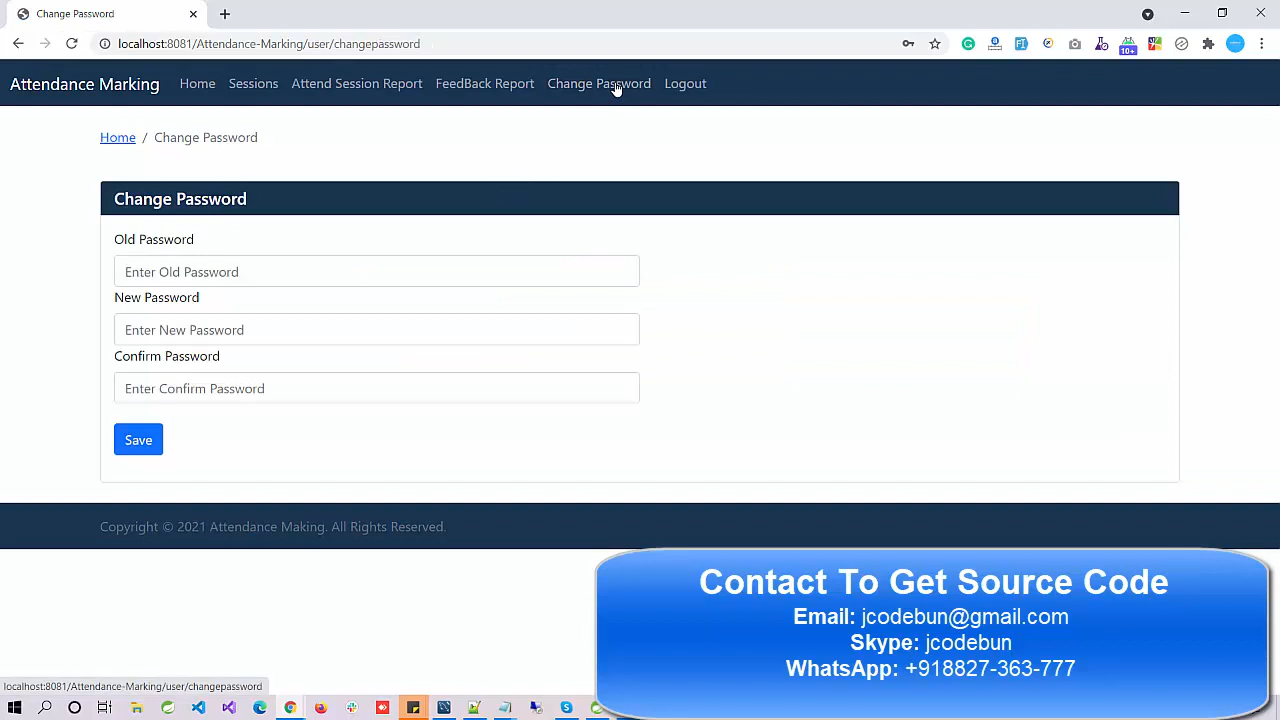 Change Password
localhost:8081/Attendance-Marking/user/changepassword
10+
Attendance Marking Home Sessions Attend Session Report FeedBack Report Change Password Logout
Home / Change Password
Change Password
Old Password
Enter Old Password
New Password
Enter New Password
Confirm Password
Enter Confirm Password
Save
Copyright © 2021 Attendance Making. All Rights Reserved.
Contact To Get Source Code
Email: jcodebun@gmail.com
Skype: jcodebun
WhatsApp: +918827-363-777
localhost:8081/Attendance-Marking/user/changepassword